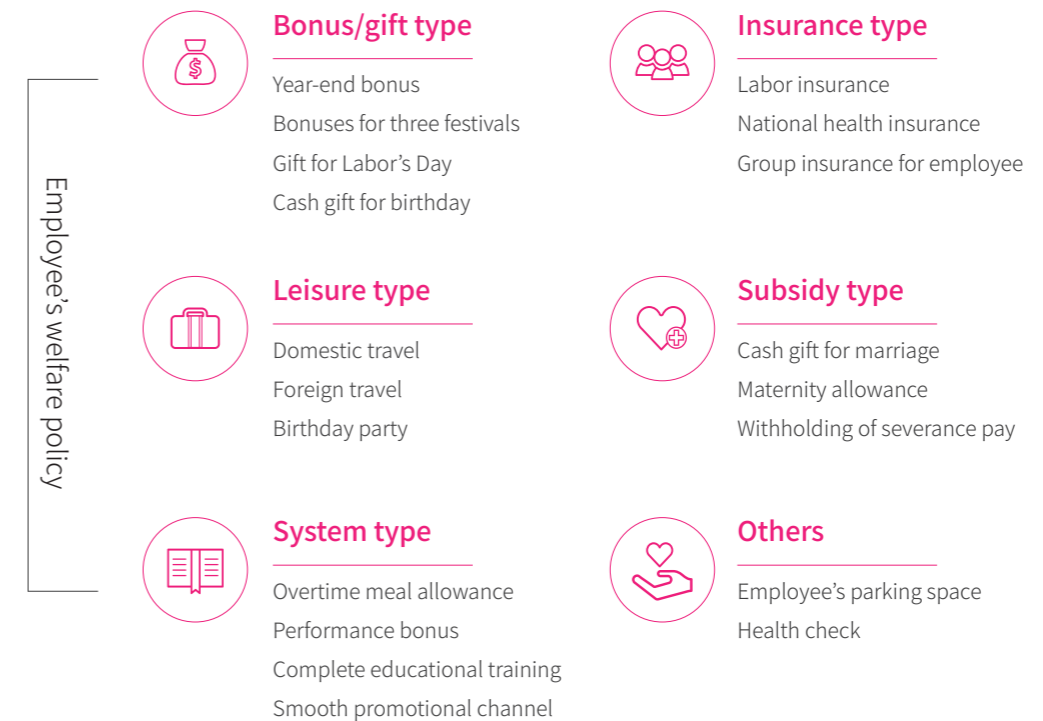 Employee’s welfare policy
Bonus/gift type
Year-end bonus
Bonuses for three festivals
Gift for Labor’s Day
Cash gift for birthday
Insurance type
Labor insurance
National health insurance
Group insurance for employee
Leisure type
Domestic travel
Foreign travel
Birthday party
Subsidy type
Cash gift for marriage
Maternity allowance
Withholding of severance pay
System type
Overtime meal allowance
Performance bonus
Complete educational training
Smooth promotional channel
Others
Employee’s parking space
Health check